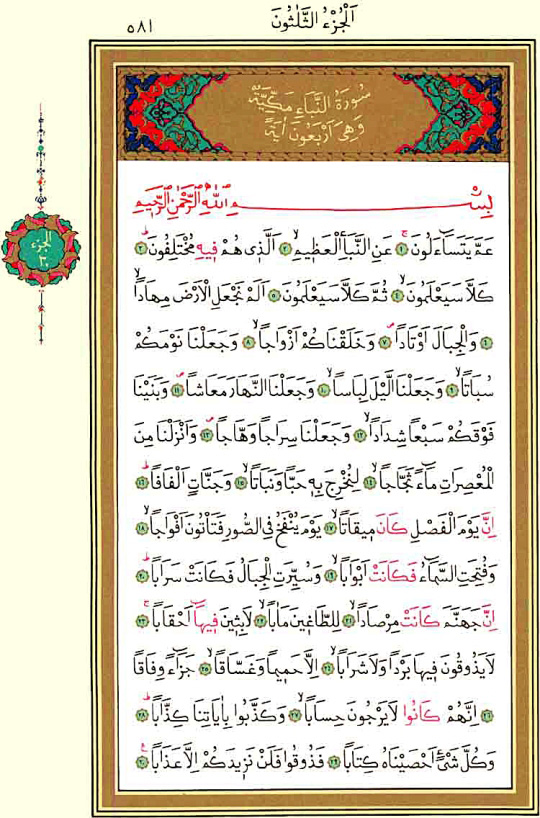 اَلْجُزْءُ الثَّلٰثُونَ
٥٨١
سُورَةُ النَّبَاءِ مَكِّيَّةٌ
وَهِىَ اَرْبَعُونَ اٰيَةً
الجزء
٣٠
بِسْمِ اللّٰهِ الرَّحْمٰنِ الرَّحِيمِ
عَمَّ يَتَسَٓاءَلُونَۚ ﴿١﴾ عَنِ النَّبَأِ الْعَظِيمِۙ ﴿٢﴾ اَلَّذِى هُمْ فِيهِ مُخْتَلِفُونَۜ ﴿٣﴾
كَلَّا سَيَعْلَمُونَۙ ﴿٤﴾ ثُمَّ كَلَّا سَيَعْلَمُونَ ﴿٥﴾ اَلَمْ نَجْعَلِ الْاَرْضَ مِهَادًاۙ
﴿٦﴾ وَالْجِبَالَ اَوْتَادًاۖ ﴿٧﴾ وَخَلَقْنَاكُمْ اَزْوَاجًاۙ ﴿٨﴾ وَجَعَلْنَا نَوْمَكُمْ
سُبَاتًاۙ ﴿٩﴾ وَجَعَلْنَا الَّيْلَ لِبَاسًاۙ ﴿١٠﴾ وَجَعَلْنَا النَّهَارَ مَعَاشًاۖ ﴿١١﴾ وَبَنَيْنَا
فَوْقَكُمْ سَبْعًا شِدَادًاۙ ﴿١٢﴾ وَجَعَلْنَا سِرَاجًا وَهَّاجًاۖ ﴿١٣﴾ وَاَنْزَلْنَا مِنَ
الْمُعْصِرَاتِ مَٓاءً ثَجَّاجًاۙ ﴿١٤﴾ لِنُخْرِجَ بِهِ حَبًّا وَنَبَاتًاۙ ﴿١٥﴾ وَجَنَّاتٍ اَلْفَافًاۜ ﴿١٦﴾
اِنَّ يَوْمَ الْفَصْلِ كَانَ مِيقَاتًاۙ ﴿١٧﴾ يَوْمَ يُنْفَخُ فِى الصُّورِ فَتَأْتُونَ اَفْوَاجًاۙ ﴿١٨﴾
وَفُتِحَتِ السَّمَٓاءُ فَكَانَتْ اَبْوَابًاۙ ﴿١٩﴾ وَسُيِّرَتِ الْجِبَالُ فَكَانَتْ سَرَابًاۜ ﴿٢٠﴾
اِنَّ جَهَنَّمَ كَانَتْ مِرْصَادًاۙ ﴿٢١﴾ لِلطَّاغِينَ مَاٰبًاۙ ﴿٢٢﴾ لَابِثِينَ فِيهَٓا اَحْقَابًاۚ ﴿٢٣﴾
لَا يَذُوقُونَ فِيهَا بَرْدًا وَلَا شَرَابًاۙ ﴿٢٤﴾ اِلَّا حَمِيمًا وَغَسَّاقًاۙ ﴿٢٥﴾ جَزَٓاءً وِفَاقًاۜ
﴿٢٦﴾ اِنَّهُمْ كَانُوا لَا يَرْجُونَ حِسَابًاۙ ﴿٢٧﴾ وَكَذَّبُوا بِاٰيَاتِنَا كِذَّابًاۜ ﴿٢٨﴾
وَكُلَّ شَىْءٍ اَحْصَيْنَاهُ كِتَابًاۙ ﴿٢٩﴾ فَذُوقُوا فَلَنْ نَزِيدَكُمْ اِلَّا عَذَابًاۚ ﴿٣٠﴾